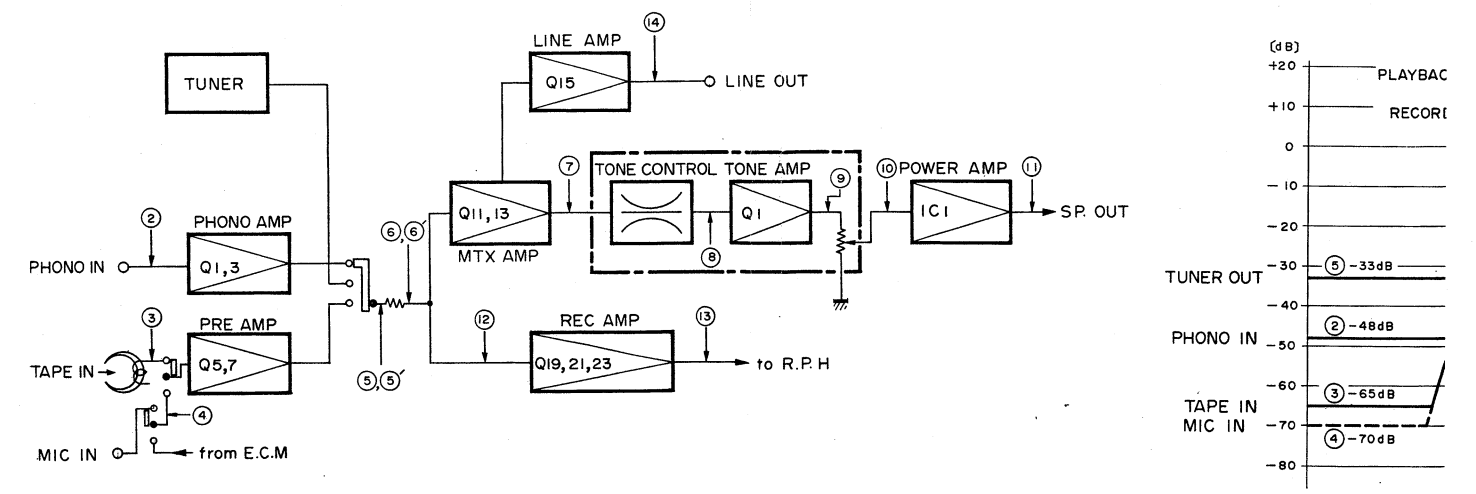 TUNER
LINE AMP
Q15
14
LINE OUT
PHONO IN
2
PHONO AMP
Q1,3
TAPE IN
3
PRE AMP
Q5,7
4
MIC IN
from E.C.M
5,5′
6,6′
Q11,13
MTX AMP
7
TONE CONTROL
8
TONE AMP
Q1
9
10
POWER AMP
IC1
11
SP. OUT
12
REC AMP
Q19,21,23
13
to R.P.H
(dB)
+20
PLAYBAC
+10
RECORD
0
-10
-20
-30
5 -33dB
TUNER OUT
-40
2 -48dB
PHONO IN
-50
-60
3 -65dB
TAPE IN
MIC IN
-70
4 -70dB
-80